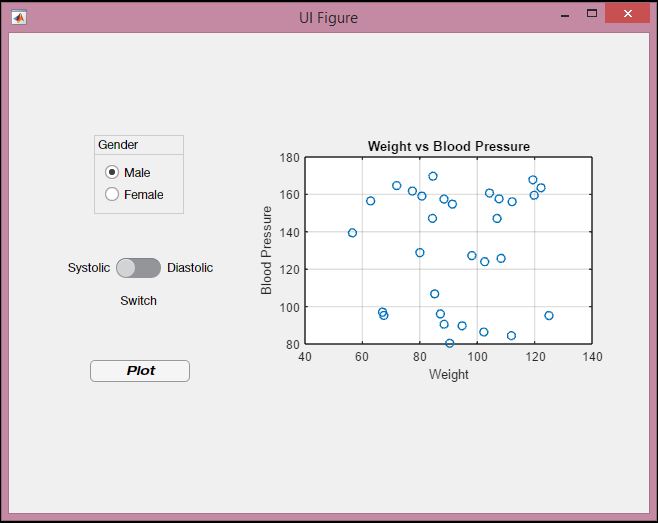 UI Figure
Gender
Male
Female
Systolic Diastolic
Switch
Plot
Weight vs Blood Pressure
Blood Pressure
180
160
140
120
100
80
40 60 80 100 120 140
Weight